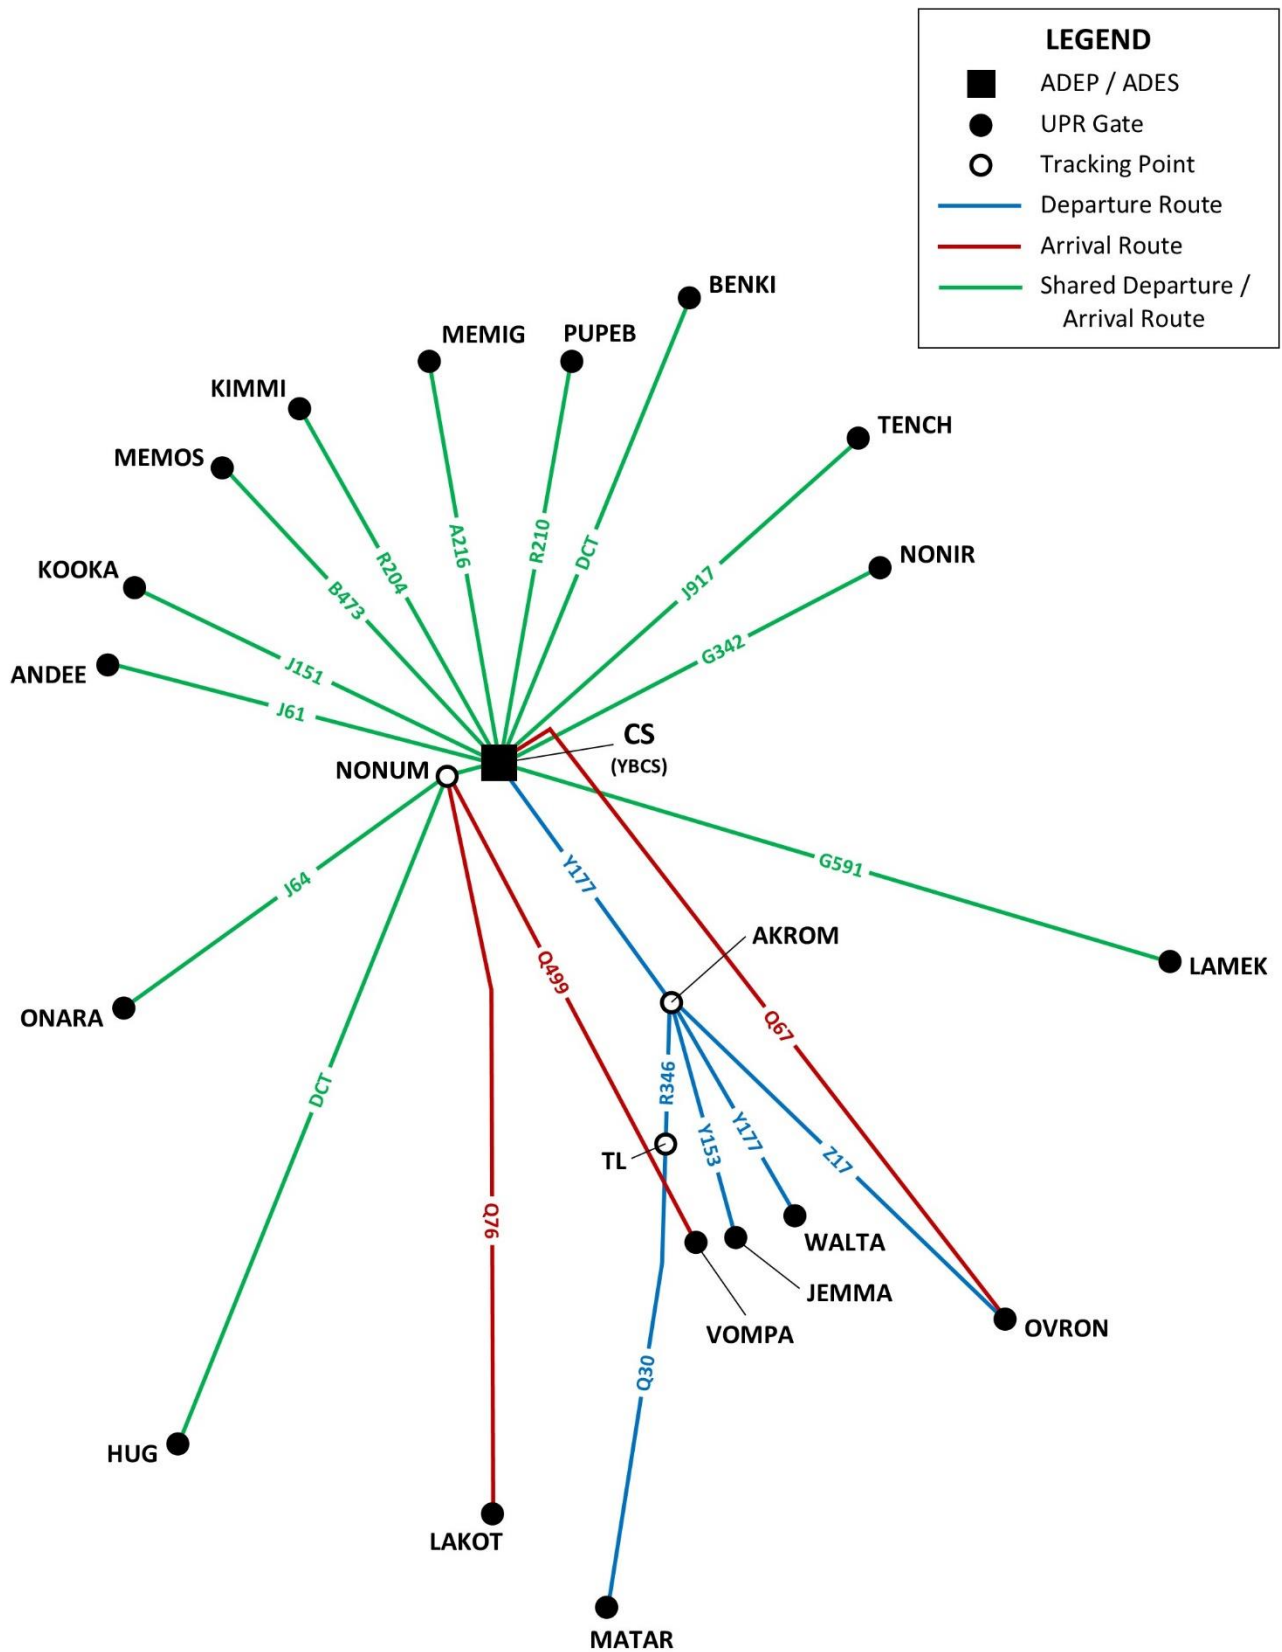 LEGEND
ADEP / ADES
UPR Gate
Tracking Point
Departure Route
Arrival Route
Shared Departure /
Arrival Route
BENKI
MEMIG
PUPEB
KIMMI
TENCH
MEMOS
A216
R210
DCT
NONIR
KOOKA
R204
J917
B473
G342
ANDEE
J151
J61
CS
(YBCS)
NONUM
G591
Y177
J64
AKROM
LAMEK
Q499
ONARA
Q67
R346
DCT
Y153
Y177
Z17
TL
Q76
WALTA
JEMMA
VOMPA
OVRON
Q30
HUG
LAKOT
MATAR